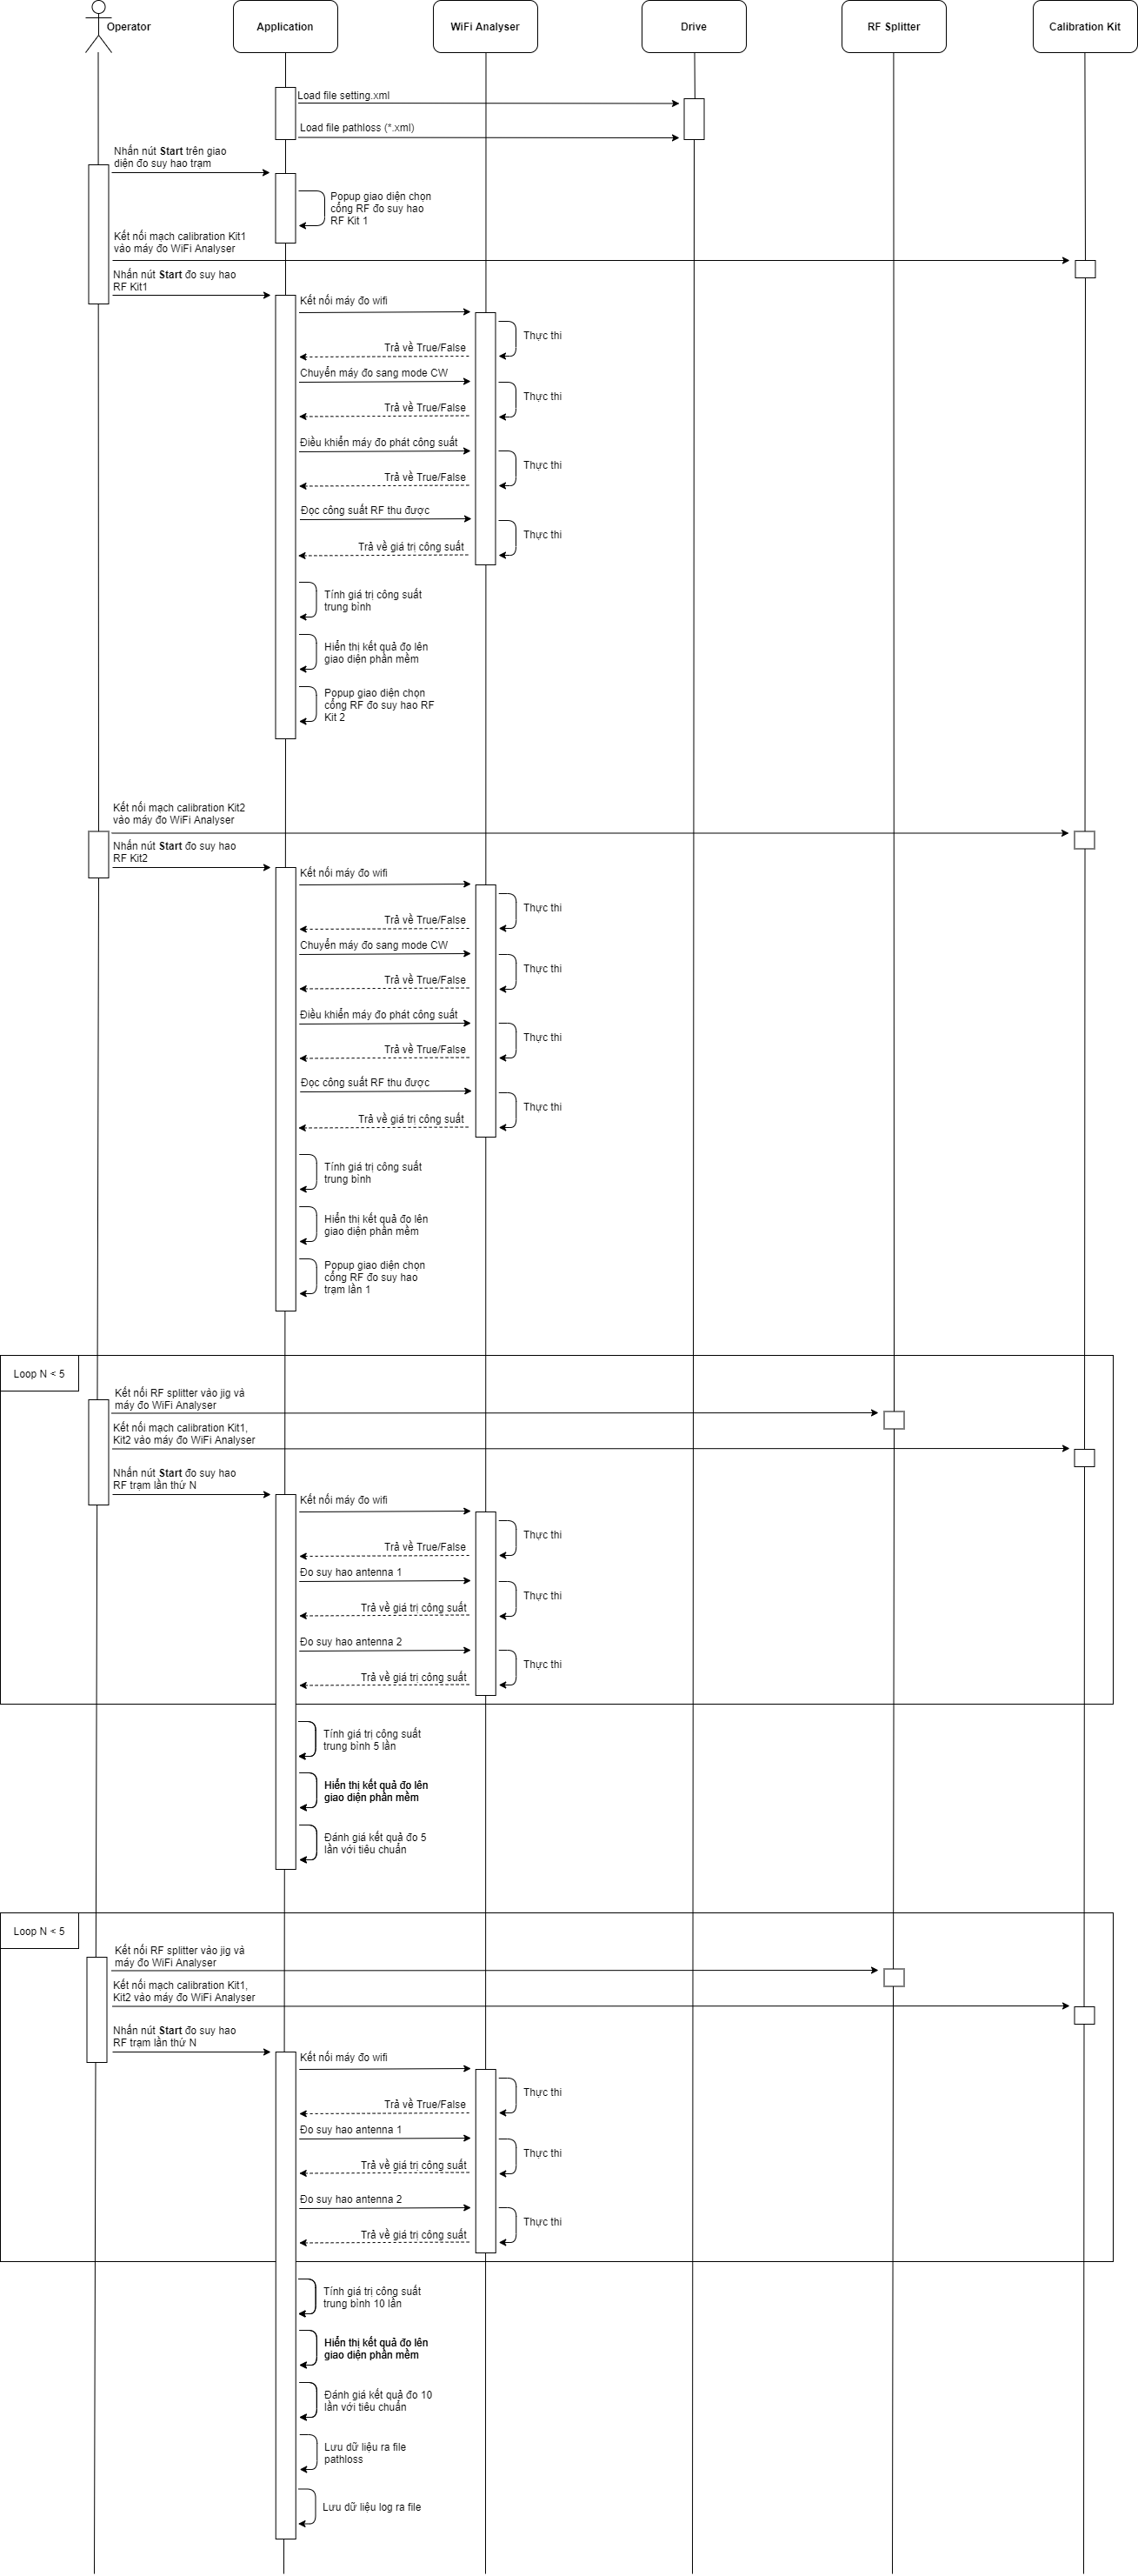 Operator
Application
WiFi Analyser
Drive
RF Splitter
Calibration Kit
Load file setting.xml
Load file pathloss (*.xml)
Nhấn nút Start trên giao
diện đo suy hao trạm
Popup giao diện chọn
cổng RF đo suy hao
RF Kit 1
Kết nối mạch calibration Kit1
vào máy đo WiFi Analyser
Nhấn nút Start đo suy hao
RF Kit1
Kết nối máy đo wifi
Thực thi
Trả về True/False
Chuyển máy đo sang mode CW
Thực thi
Trả về True/False
Điều khiển máy đo phát công suất
Thực thi
Trả về True/False
Đọc công suất RF thu được
Thực thi
Trả về giá trị công suất
Tính giá trị công suất
trung bình
Hiển thị kết quả đo lên
giao diện phần mềm
Popup giao diện chọn
cổng RF đo suy hao RF
Kit 2
Kết nối mạch calibration Kit2
vào máy đo WiFi Analyser
Nhấn nút Start đo suy hao
RF Kit2
Kết nối máy đo wifi
Thực thi
Trả về True/False
Chuyển máy đo sang mode CW
Thực thi
Trả về True/False
Điều khiển máy đo phát công suất
Thực thi
Trả về True/False
Đọc công suất RF thu được
Thực thi
Trả về giá trị công suất
Tính giá trị công suất
trung bình
Hiển thị kết quả đo lên
giao diện phần mềm
Popup giao diện chọn
cổng RF đo suy hao
trạm lần 1
Loop N < 5
Kết nối RF splitter vào jig và
máy đo WiFi Analyser
Kết nối mạch calibration Kit1,
Kit2 vào máy đo WiFi Analyser
Nhấn nút Start đo suy hao
RF trạm lần thứ N
Kết nối máy đo wifi
Thực thi
Trả về True/False
Đo suy hao antenna 1
Thực thi
Trả về giá trị công suất
Đo suy hao antenna 2
Thực thi
Trả về giá trị công suất
Tính giá trị công suất
trung bình 5 lần
Hiển thị kết quả đo lên
giao diện phần mềm
Đánh giá kết quả đo 5
lần với tiêu chuẩn
Loop N < 5
Kết nối RF splitter vào jig và
máy đo WiFi Analyser
Kết nối mạch calibration Kit1,
Kit2 vào máy đo WiFi Analyser
Nhấn nút Start đo suy hao
RF trạm lần thứ N
Kết nối máy đo wifi
Thực thi
Trả về True/False
Đo suy hao antenna 1
Thực thi
Trả về giá trị công suất
Đo suy hao antenna 2
Thực thi
Trả về giá trị công suất
Tính giá trị công suất
trung bình 10 lần
Hiển thị kết quả đo lên
giao diện phần mềm
Đánh giá kết quả đo 10
lần với tiêu chuẩn
Lưu dữ liệu ra file
pathloss
Lưu dữ liệu log ra file